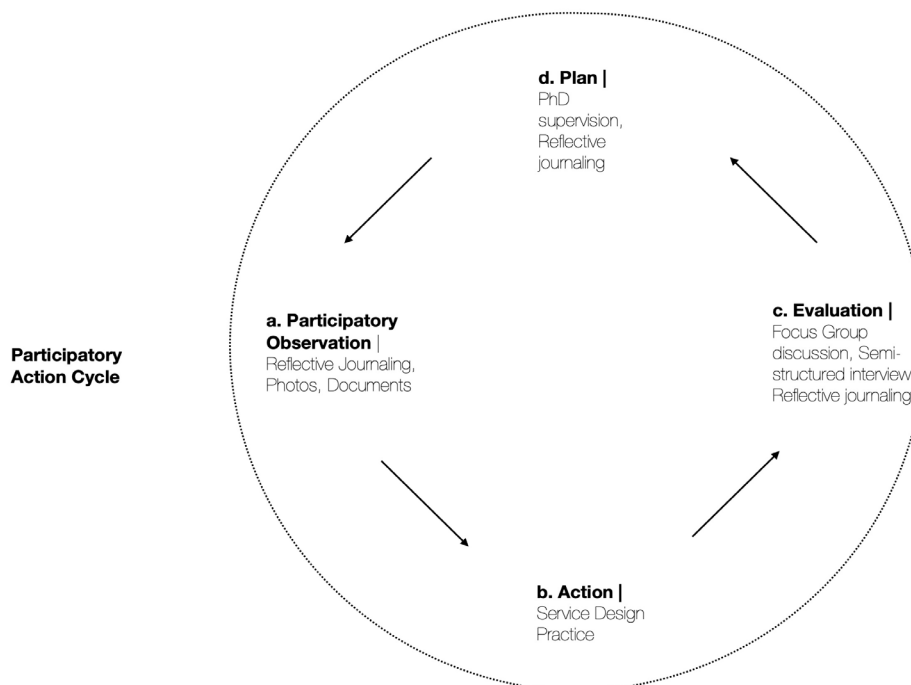 d. Plan |
PhD
supervision,
Reflective
journaling
a. Participatory
Observation |
Reflective Journaling,
Photos, Documents
c. Evaluation |
Focus Group
discussion, Semi-
structured interview
Reflective journaling
Participatory
Action Cycle
b. Action |
Service Design
Practice